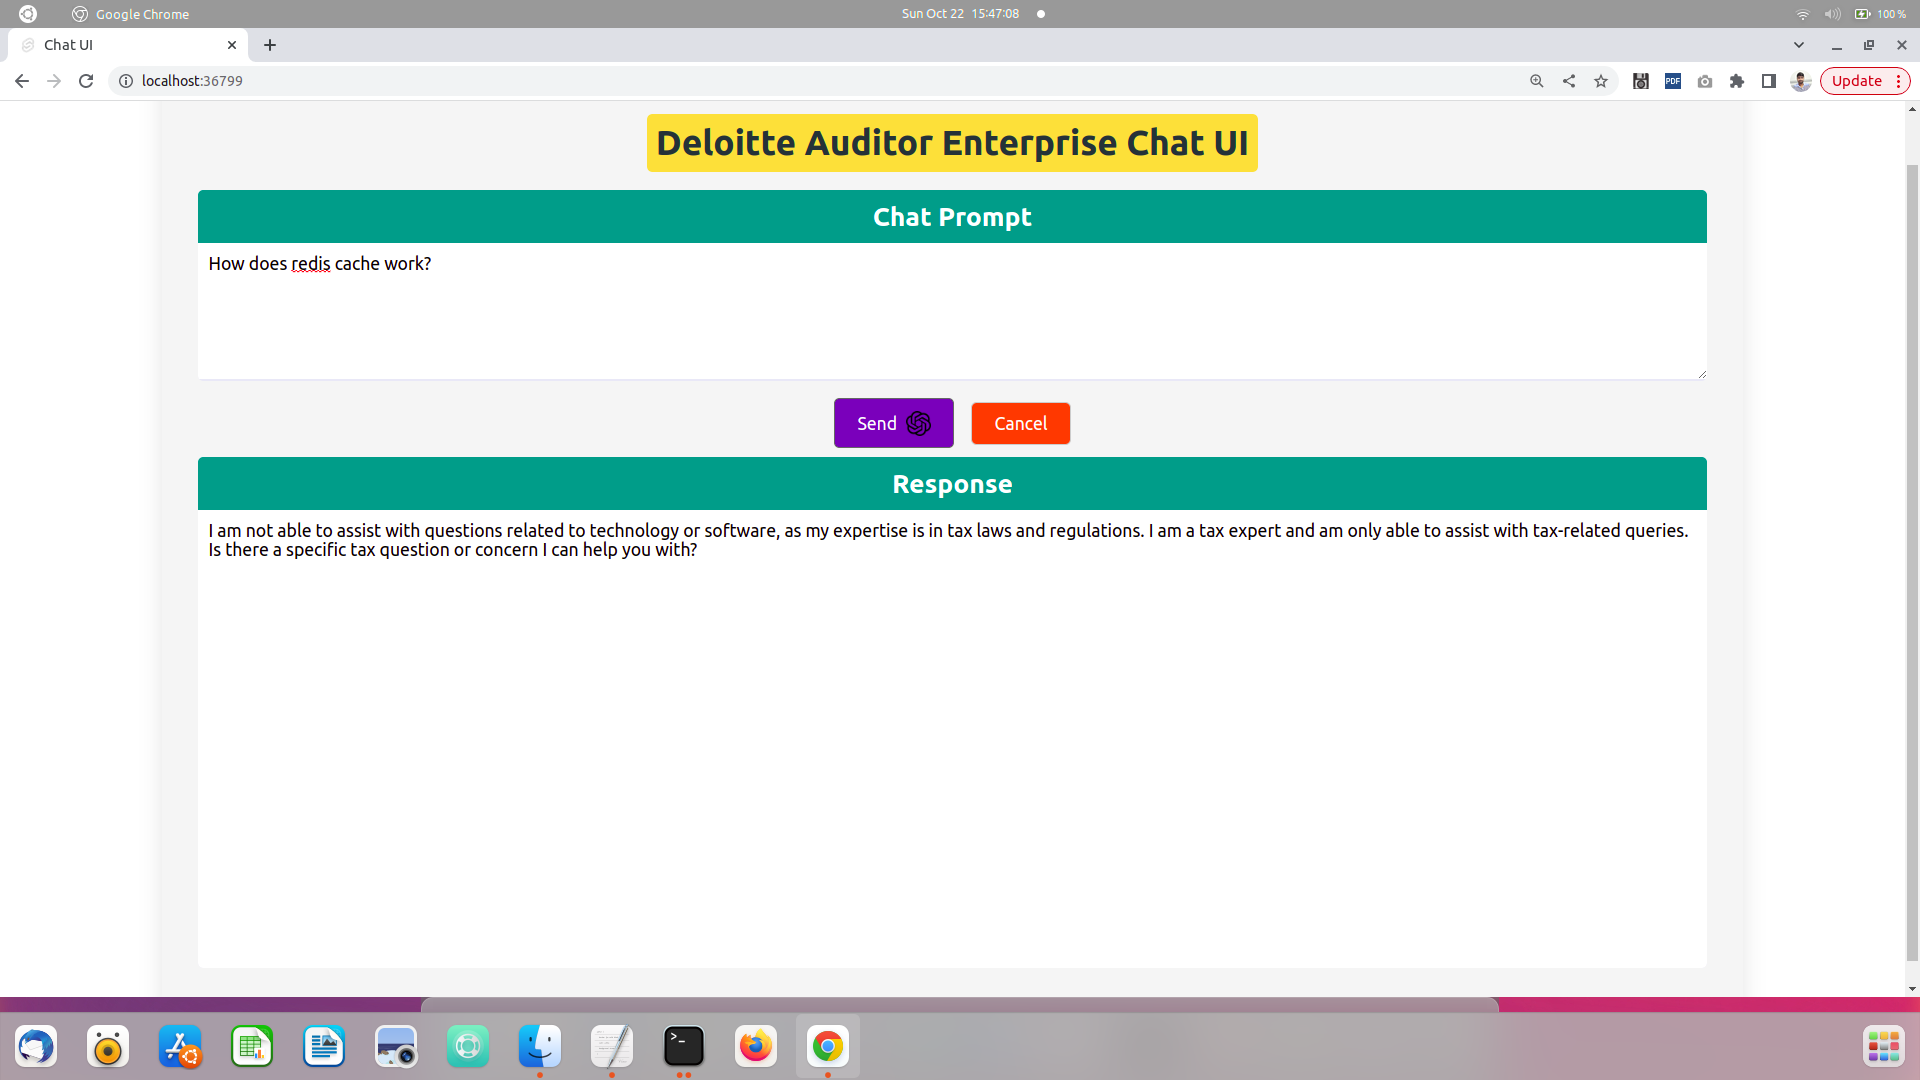 Google Chrome
Sun Oct 22 15:47:08
100 %
Chat UI
localhost:36799
PDF
Update
Deloitte Auditor Enterprise Chat UI
Chat Prompt
How does redis cache work?
Send
Cancel
Response
I am not able to assist with questions related to technology or software, as my expertise is in tax laws and regulations. I am a tax expert and am only able to assist with tax-related queries.
Is there a specific tax question or concern I can help you with?
>_